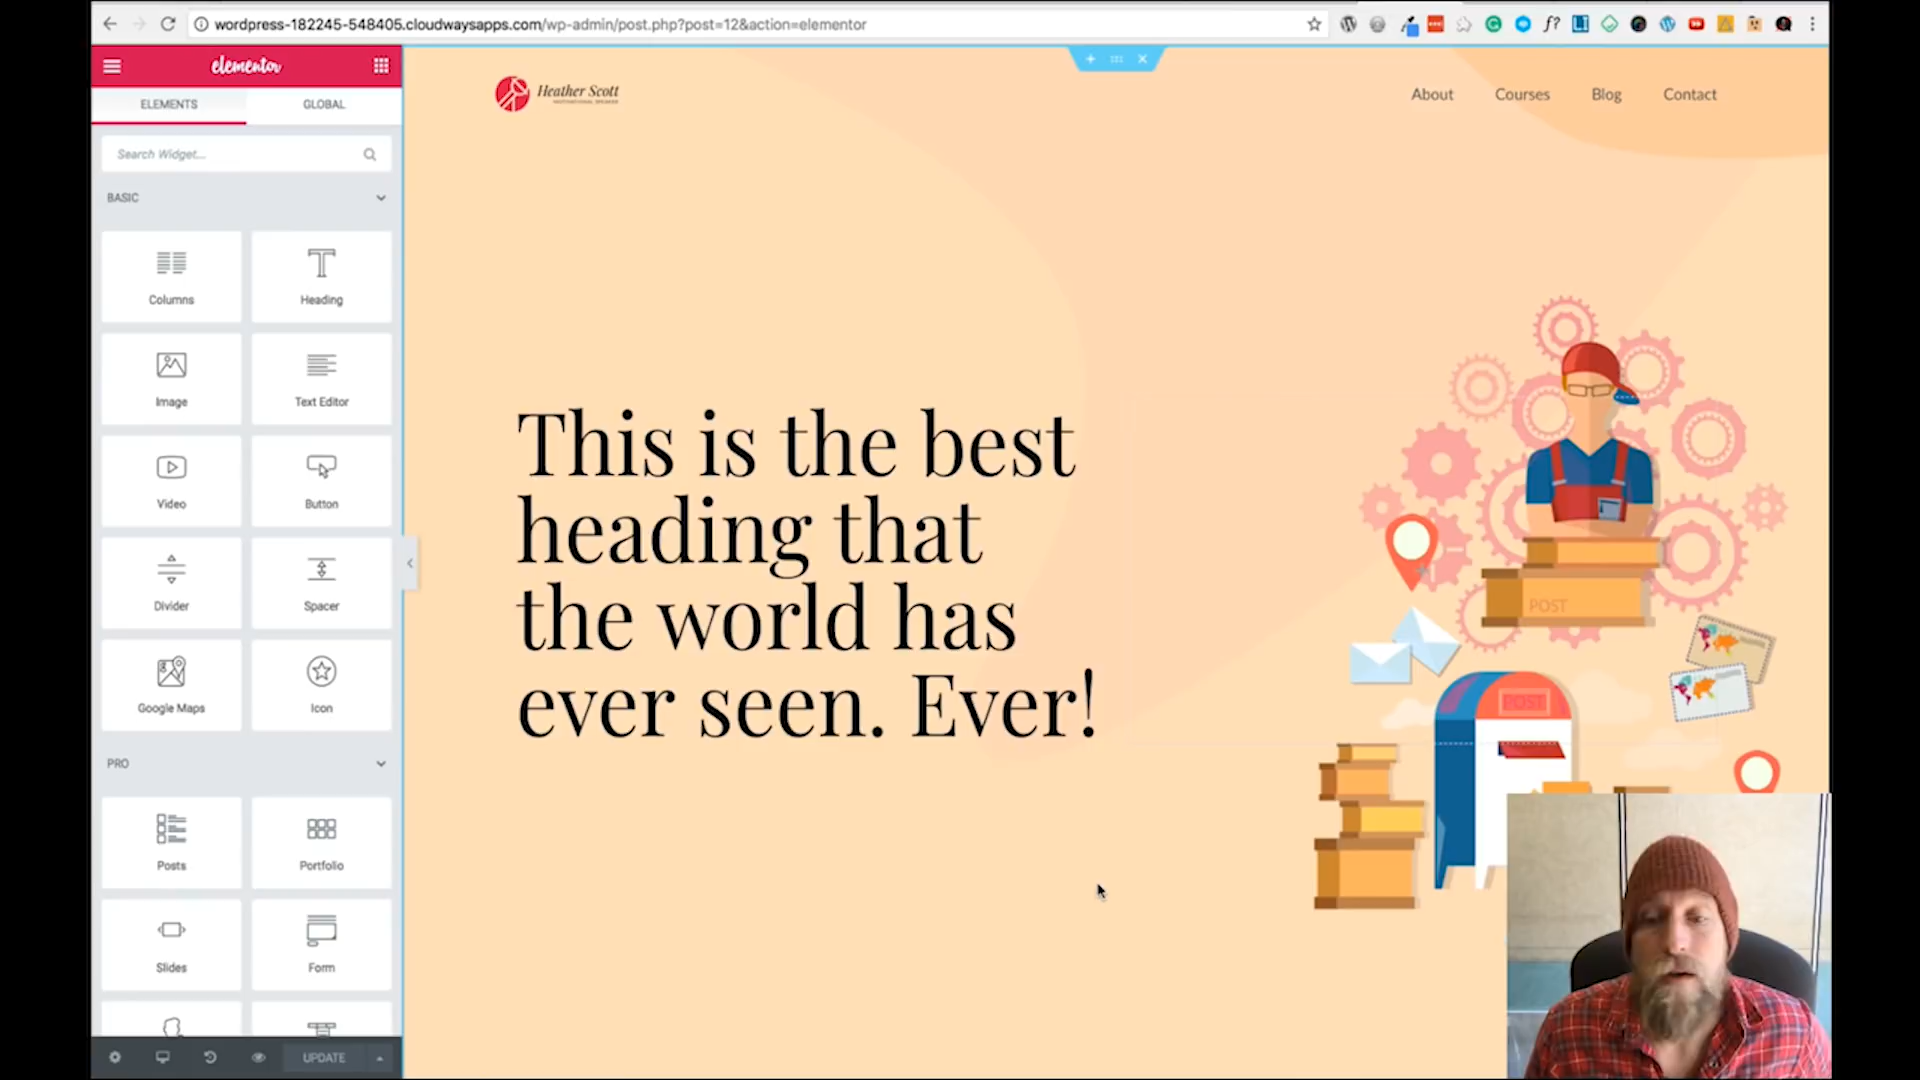 wordpress-182245-548405.cloudwaysapps.com/wp-admin/post.php?post=12&action=elementor
elementor
ELEMENTS
GLOBAL
Search Widget...
BASIC
Columns
Heading
Image
Text Editor
Video
Button
Divider
Spacer
Google Maps
Icon
PRO
Posts
Portfolio
Slides
Form
UPDATE
Heather Scott
MOTIVATIONAL SPEAKER
About
Courses
Blog
Contact
This is the best
heading that
the world has
ever seen. Ever!
POST
POST